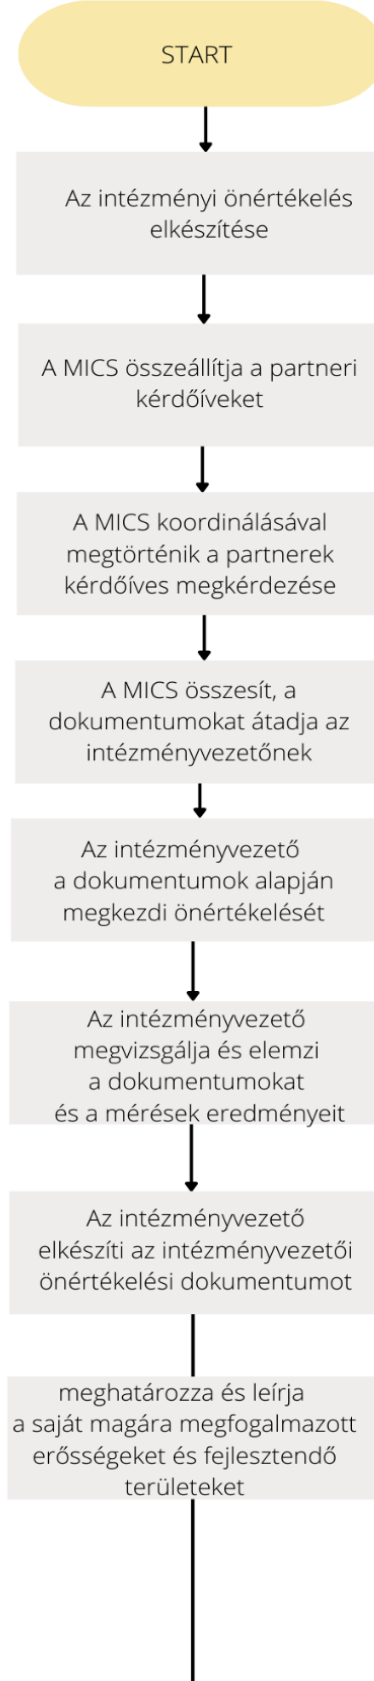 START
Az intézményi önértékelés
elkészítése
A MICS összeállítja a partneri
kérdőíveket
A MICS koordinálásával
megtörténik a partnerek
kérdőíves megkérdezése
A MICS összesít, a
dokumentumokat átadja az
intézményvezetőnek
Az intézményvezető
a dokumentumok alapján
megkezdi önértékelését
Az intézményvezető
megvizsgálja és elemzi
a dokumentumokat
és a mérések eredményeit
Az intézményvezető
elkészíti az intézményvezetői
önértékelési dokumentumot
meghatározza és leírja
a saját magára megfogalmazott
erősségeket és fejlesztendő
területeket